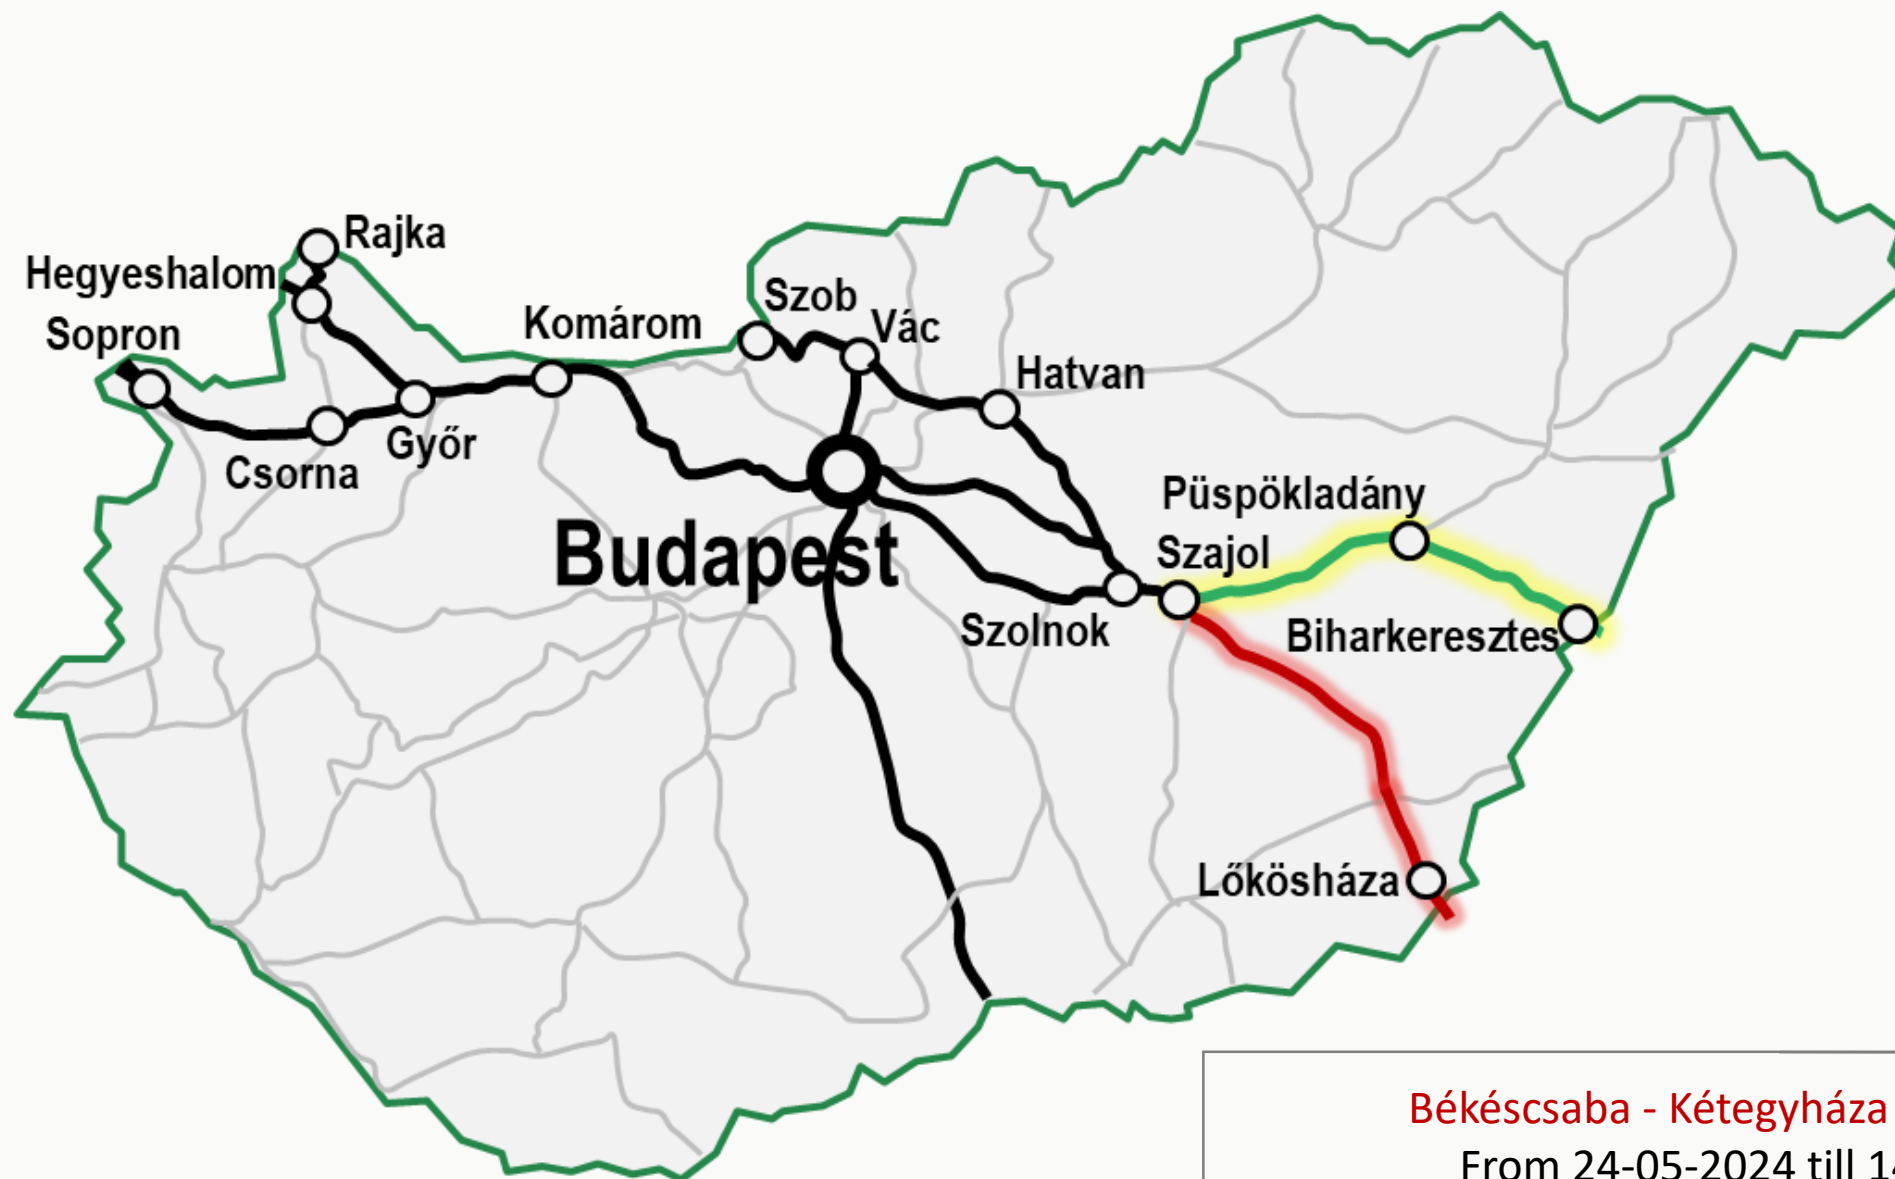 Rajka
Hegyeshalom
Sopron
Komárom
Szob
Vác
Hatvan
Győr
Csorna
Püspökladány
Szajol
Budapest
Szolnok
Biharkeresztes
Lőkösháza
Békéscsaba - Kétegyháza
From 24-05-2024 till 14